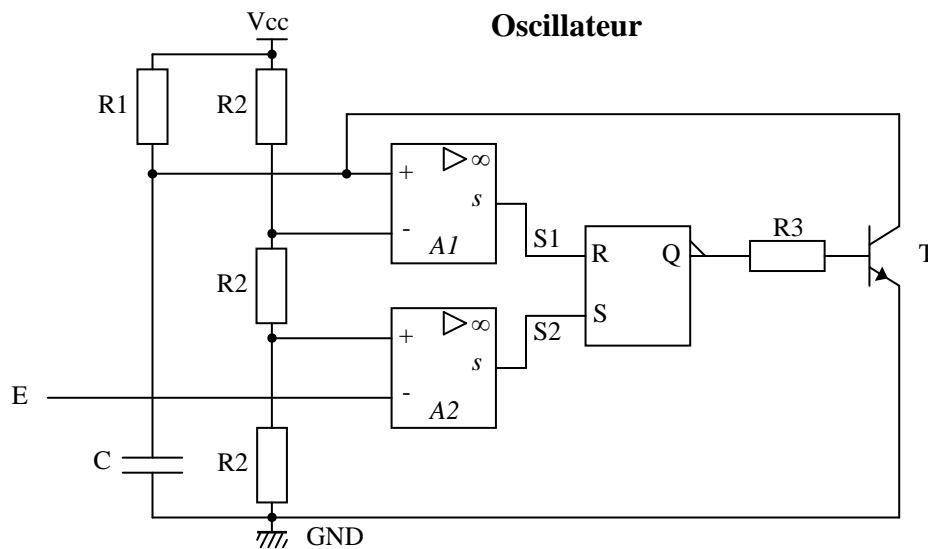 Oscillateur
Vcc
R1
R2
+
∞
s
-
A1
S1
R
Q
R3
T
R2
S
S2
+
∞
s
-
A2
E
C
R2
GND